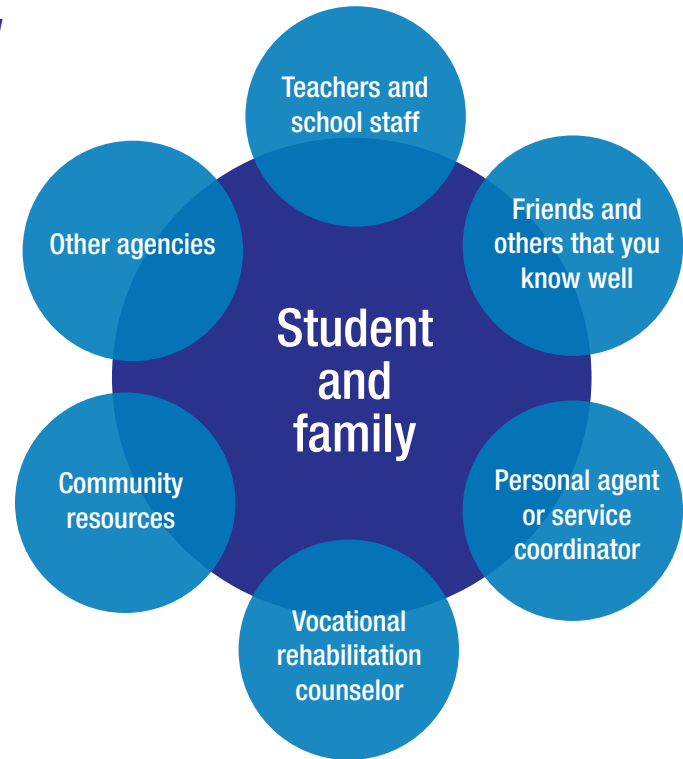 Teachers and
school staff
Friends and
others that you
know well
Other agencies
Student
and
family
Personal agent
or service
coordinator
Community
resources
Vocational
rehabilitation
counselor